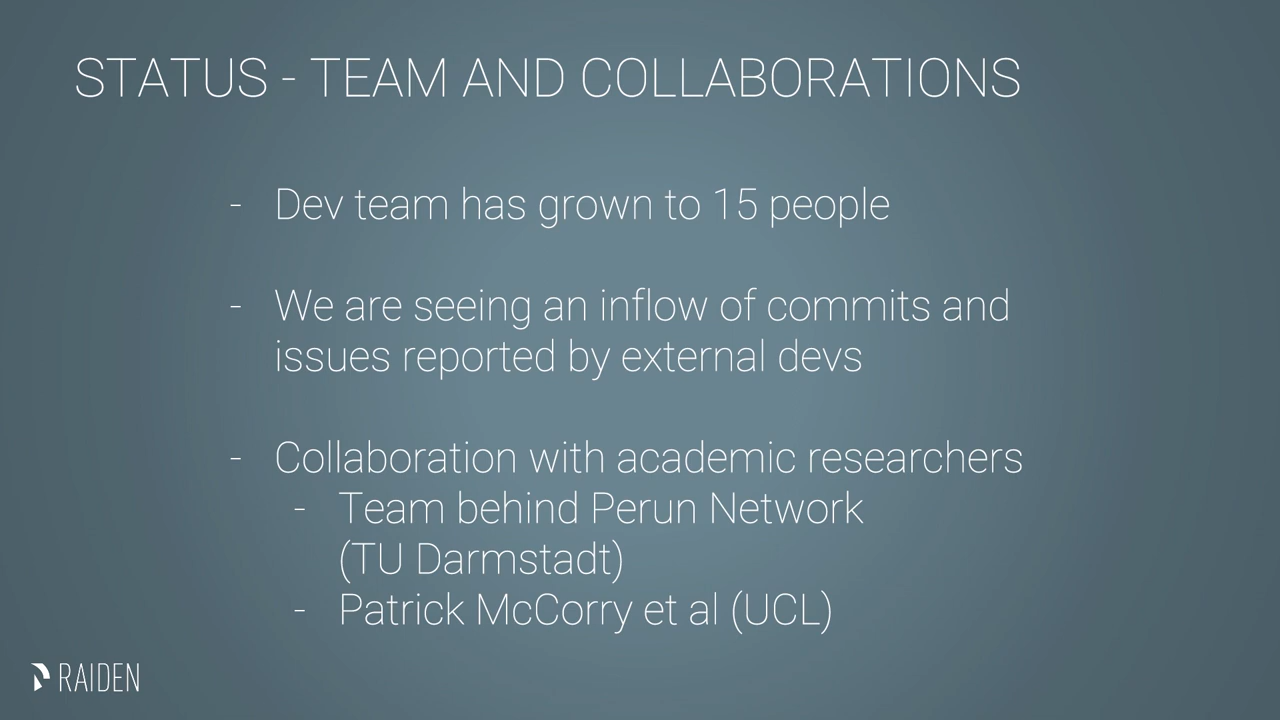 STATUS - TEAM AND COLLABORATIONS
- Dev team has grown to 15 people
- We are seeing an inflow of commits and
issues reported by external devs
- Collaboration with academic researchers
- Team behind Perun Network
(TU Darmstadt)
- Patrick McCorry et al (UCL)
RAIDEN